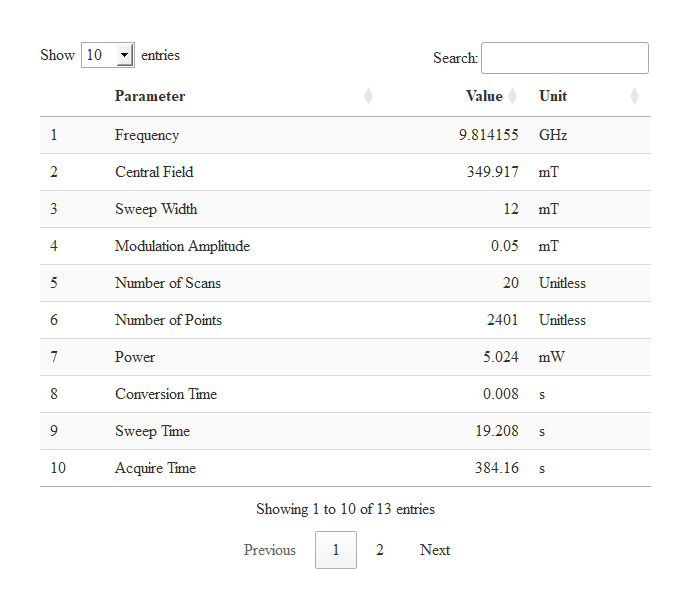 Show 10 entries Search:
Parameter Value Unit
1 Frequency 9.814155 GHz
2 Central Field 349.917 mT
3 Sweep Width 12 mT
4 Modulation Amplitude 0.05 mT
5 Number of Scans 20 Unitless
6 Number of Points 2401 Unitless
7 Power 5.024 mW
8 Conversion Time 0.008 s
9 Sweep Time 19.208 s
10 Acquire Time 384.16 s
Showing 1 to 10 of 13 entries
Previous 1 2 Next